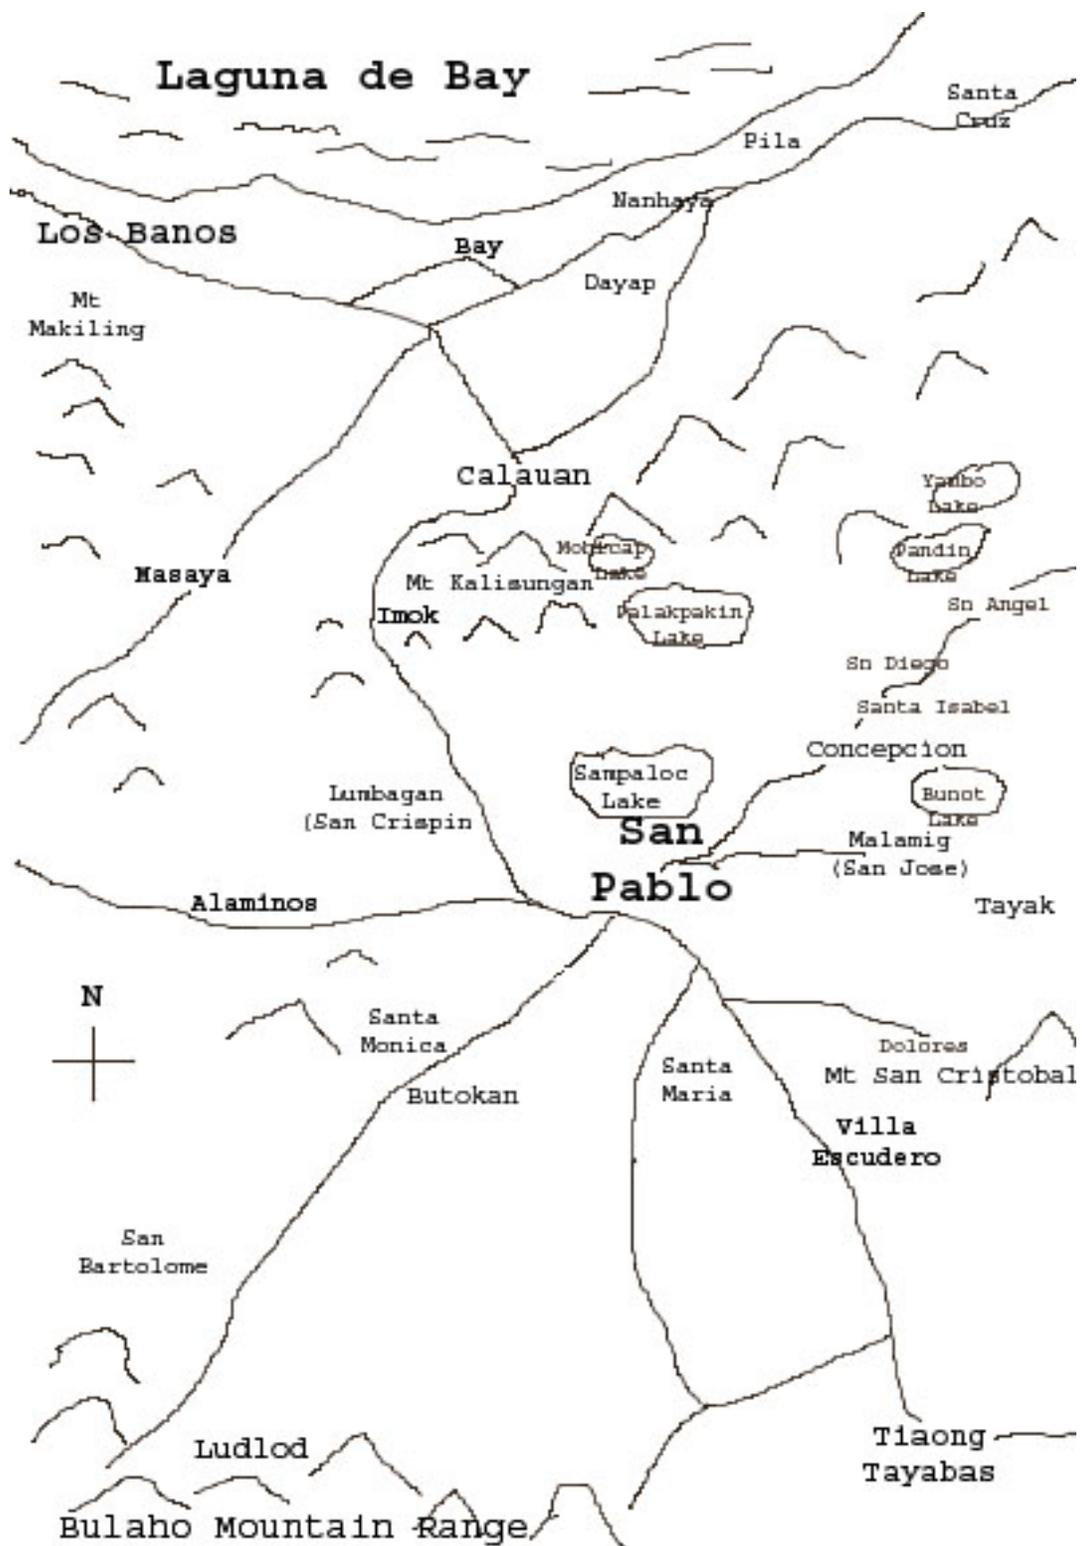 Laguna de Bay
Santa
Cruz
Pila
Nanhaya
Los Banos
Bay
Dayap
Mt
Makiling
Calauan
Yambo
Lake
Mohicap
Lake
Pandin
Lake
Masaya
Mt Kalisungan
Imok
Palakpakin
Lake
Sn Angel
Sn Diego
Santa Isabel
Concepcion
Sampaloc
Lake
Bunot
Lake
Lumbagan
(San Crispin
San
Pablo
Malamig
(San Jose)
Alaminos
Tayak
N
Santa
Monica
Butokan
Santa
Maria
Dolores
Mt San Cristobal
Villa
Escudero
San
Bartolome
Ludlod
Tiaong
Tayabas
Bulaho Mountain Range